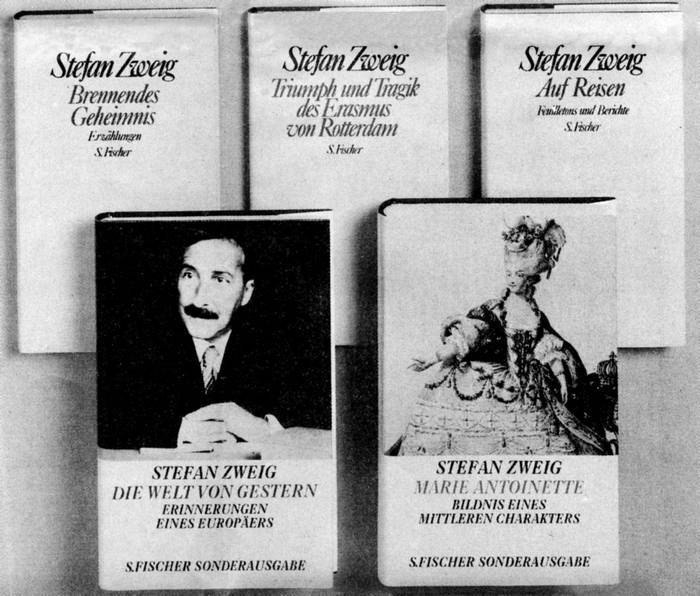 Stefan Zweig
Brennendes
Geheimnis
Erzählungen
S. Fischer
Stefan Zweig
Triumph und Tragik
des Erasmus
von Rotterdam
S. Fischer
Stefan Zweig
Auf Reisen
Feuilletons und Berichte
S. Fischer
STEFAN ZWEIG
DIE WELT VON GESTERN
ERINNERUNGEN
EINES EUROPÄERS
S. FISCHER SONDERAUSGABE
STEFAN ZWEIG
MARIE ANTOINETTE
BILDNIS EINES
MITTLEREN CHARAKTERS
S. FISCHER SONDERAUSGABE